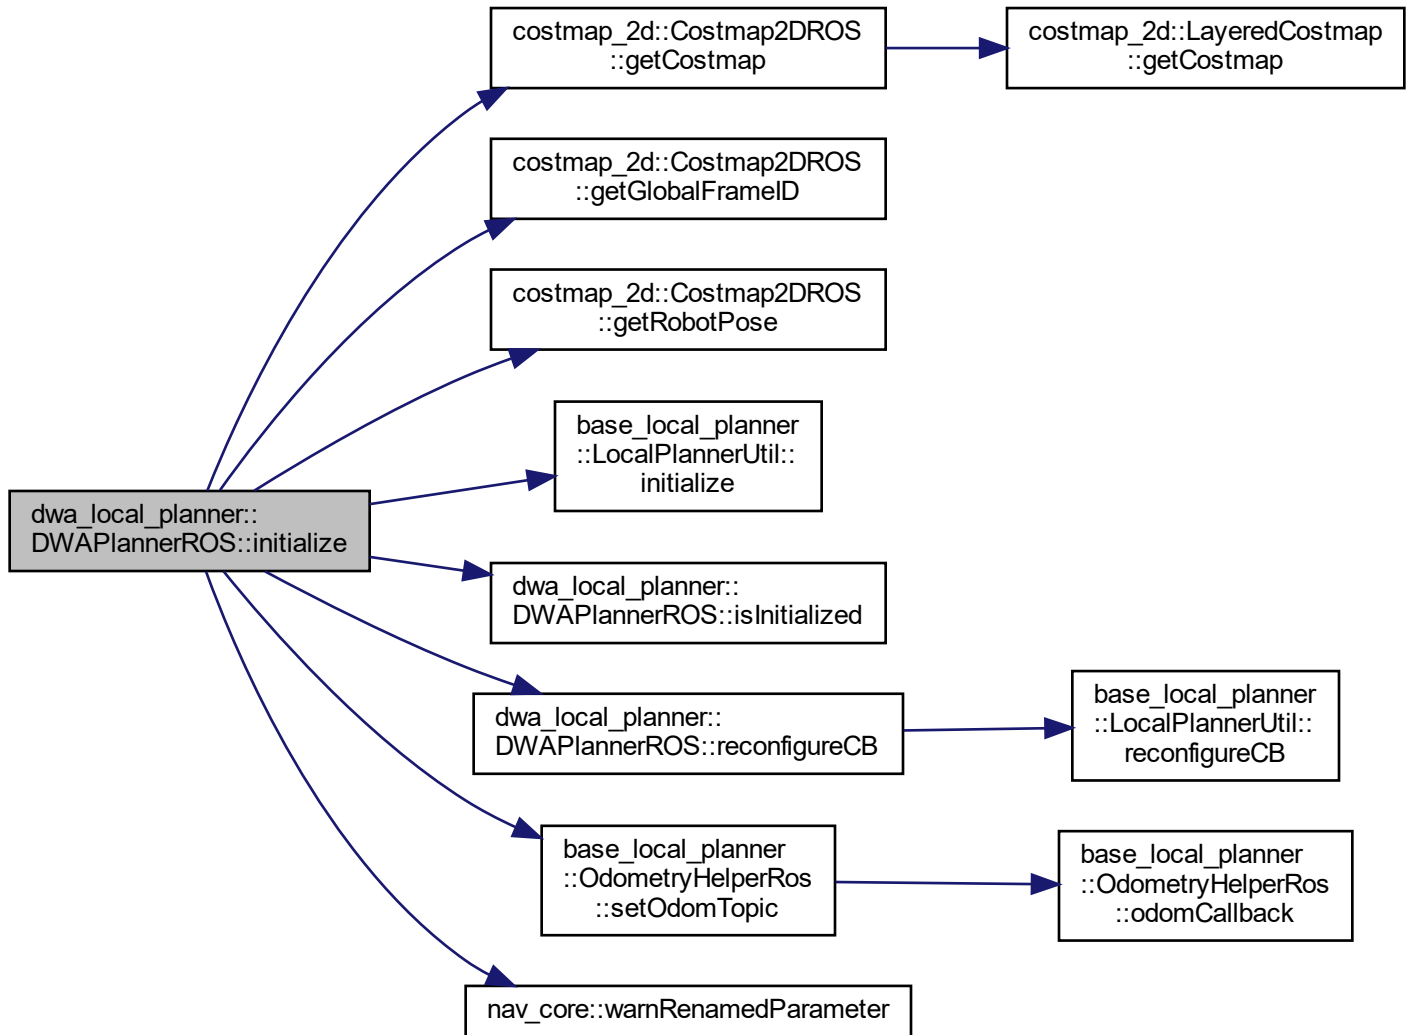 costmap_2d::Costmap2DROS
::getCostmap
costmap_2d::LayeredCostmap
::getCostmap
costmap_2d::Costmap2DROS
::getGlobalFrameID
costmap_2d::Costmap2DROS
::getRobotPose
base_local_planner
::LocalPlannerUtil::
initialize
dwa_local_planner::
DWAPlannerROS::initialize
dwa_local_planner::
DWAPlannerROS::isInitialized
dwa_local_planner::
DWAPlannerROS::reconfigureCB
base_local_planner
::LocalPlannerUtil::
reconfigureCB
base_local_planner
::OdometryHelperRos
::setOdomTopic
base_local_planner
::OdometryHelperRos
::odomCallback
nav_core::warnRenamedParameter